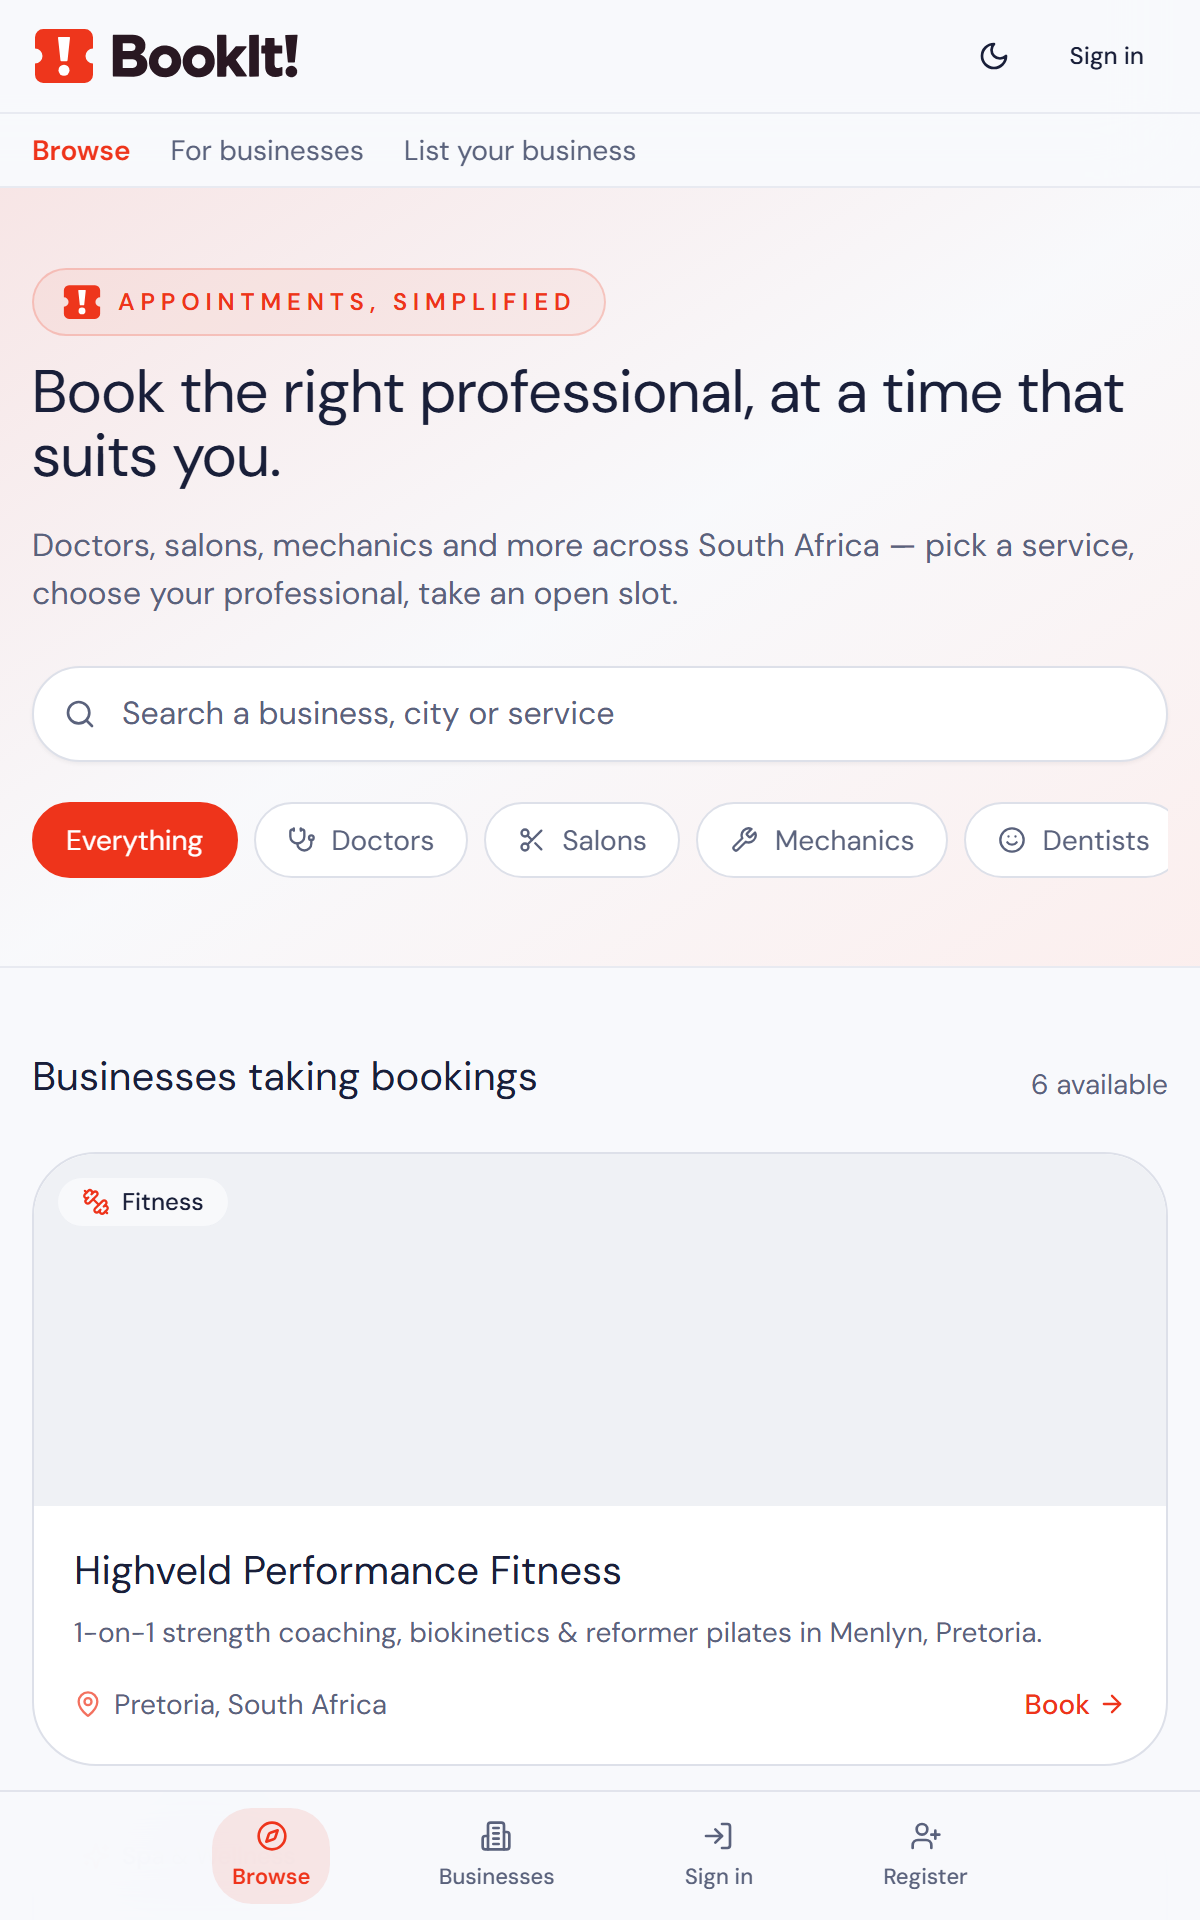 BookIt!
Sign in
Browse
For businesses
List your business
APPOINTMENTS, SIMPLIFIED
Book the right professional, at a time that
suits you.
Doctors, salons, mechanics and more across South Africa — pick a service,
choose your professional, take an open slot.
Search a business, city or service
Everything
Doctors
Salons
Mechanics
Dentists
Businesses taking bookings
6 available
Fitness
Highveld Performance Fitness
1-on-1 strength coaching, biokinetics & reformer pilates in Menlyn, Pretoria.
Pretoria, South Africa
Book →
Browse
Businesses
Sign in
Register